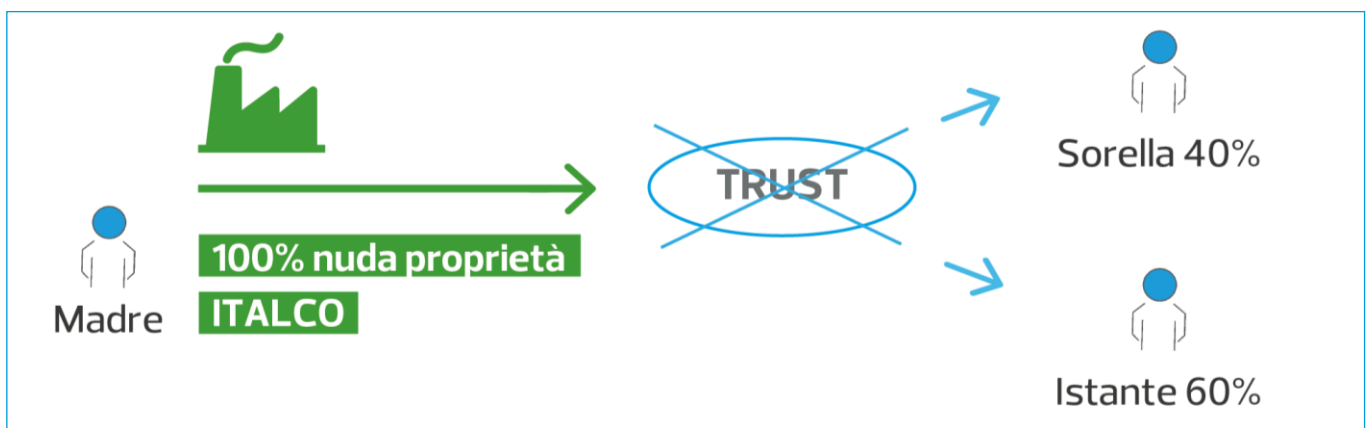 Madre
100% nuda proprietà
ITALCO
TRUST
Sorella 40%
Istante 60%